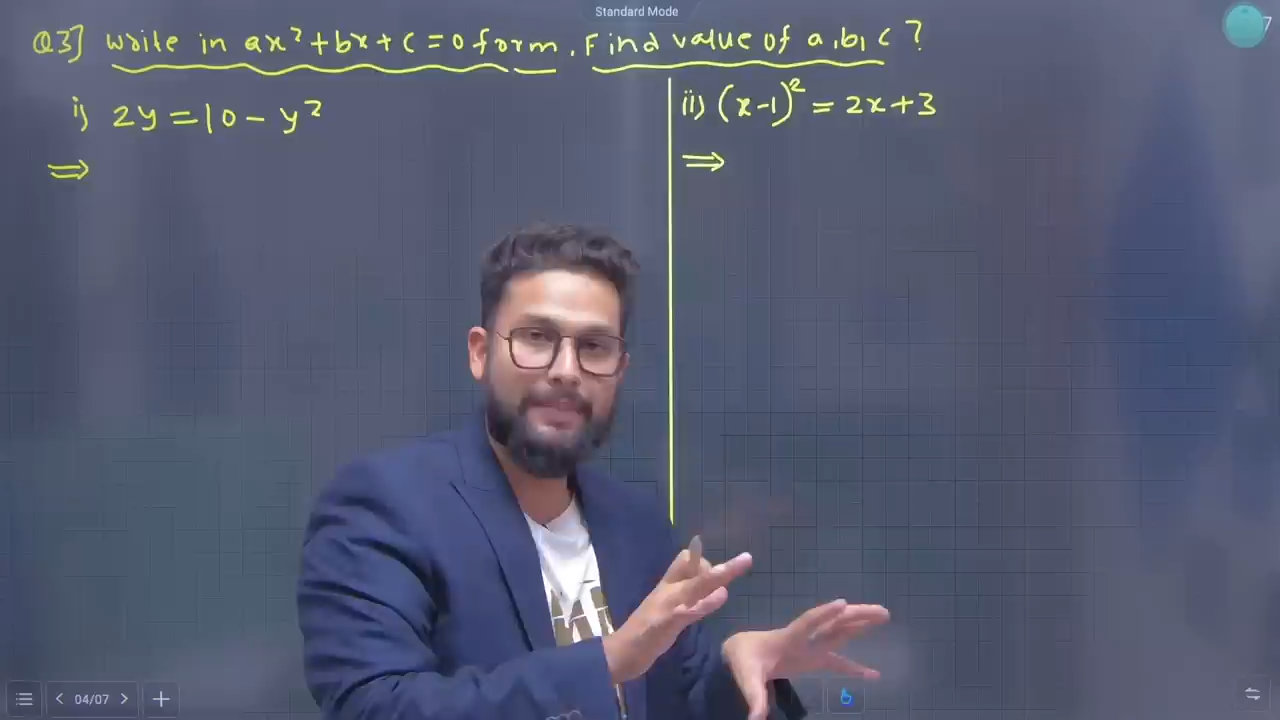 Standard Mode
Q3] Write in ax²+bx+c=0 form. Find value of a,b,c ?
i) 2y=10-y²
⇒
ii) (x-1)²=2x+3
⇒
04/07